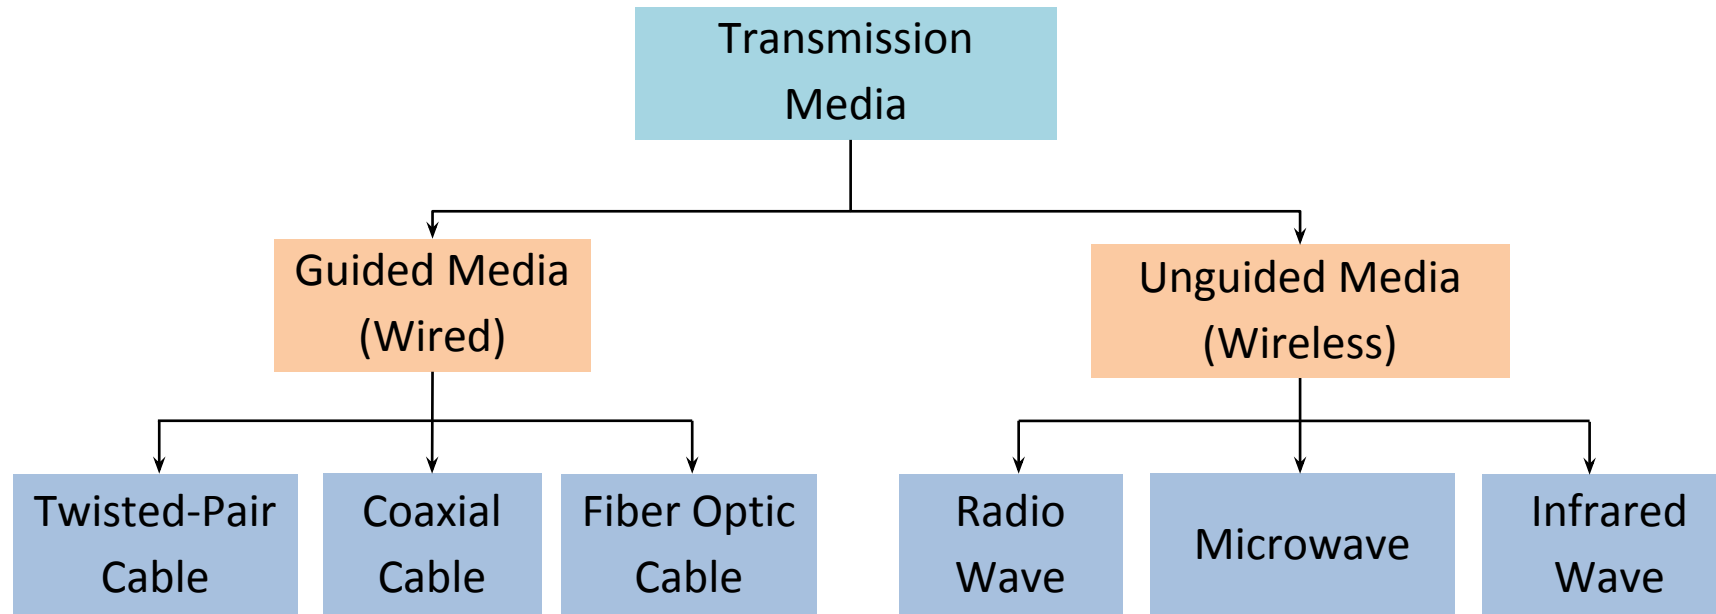 Transmission
Media
Guided Media
(Wired)
Unguided Media
(Wireless)
Twisted-Pair
Cable
Coaxial
Cable
Fiber Optic
Cable
Radio
Wave
Microwave
Infrared
Wave